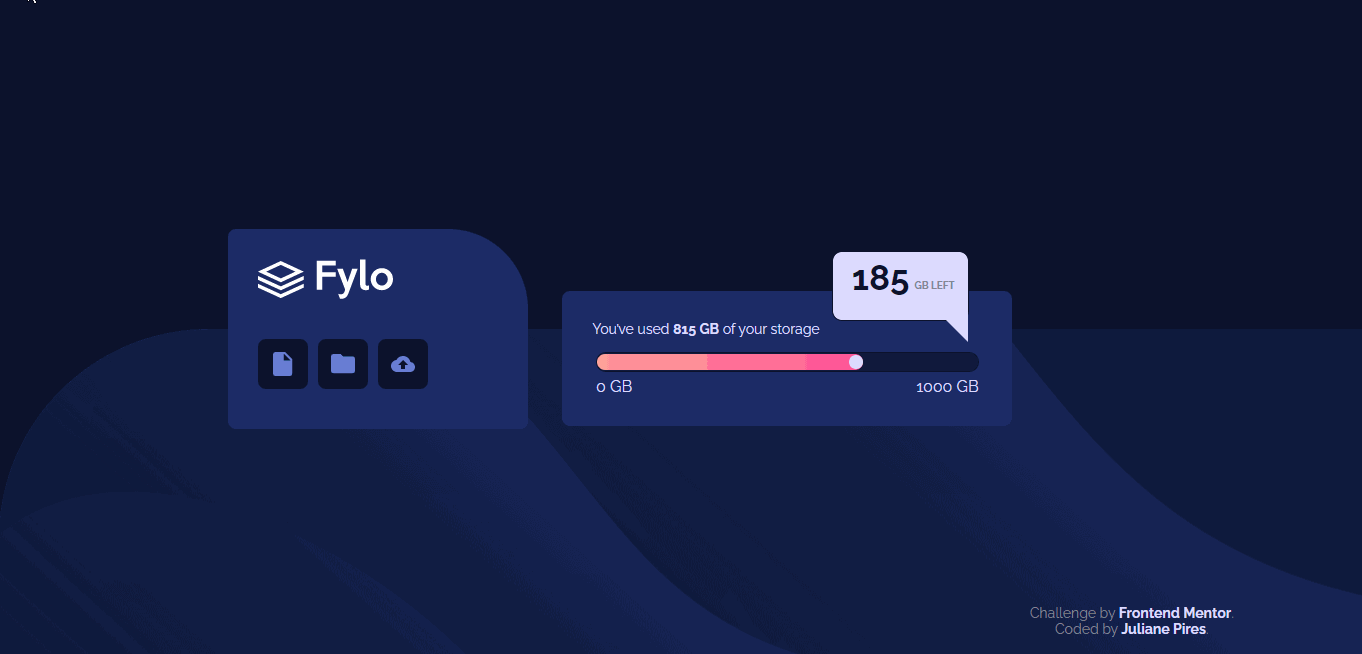 Fylo
185 GB LEFT
You've used 815 GB of your storage
0 GB 1000 GB
Challenge by Frontend Mentor.
Coded by Juliane Pires.